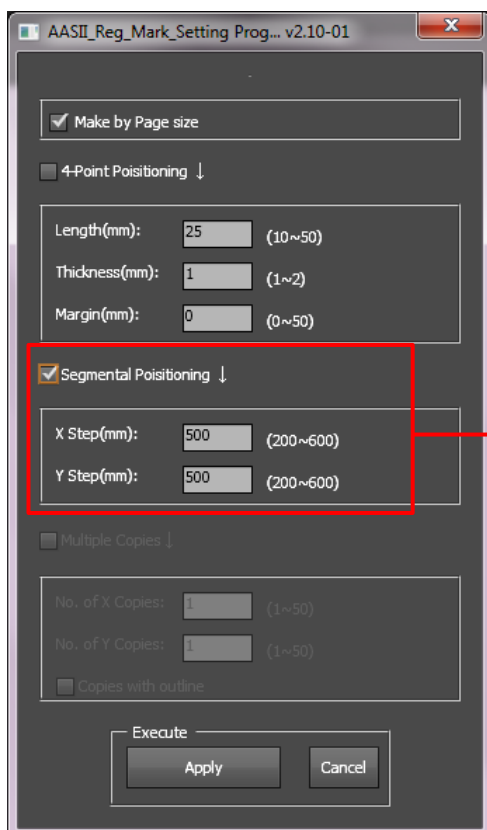 AASII_Reg_Mark_Setting Prog... v2.10-01
Make by Page size
4-Point Poisitioning ↓
Length(mm): 25 (10~50)
Thickness(mm): 1 (1~2)
Margin(mm): 0 (0~50)
Segmental Poisitioning ↓
X Step(mm): 500 (200~600)
Y Step(mm): 500 (200~600)
Multiple Copies ↓
No. of X Copies: 1 (1~50)
No. of Y Copies: 1 (1~50)
Copies with outline
Execute
Apply Cancel